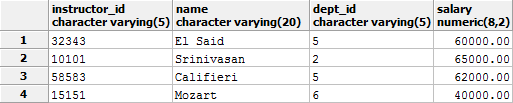 instructor_id name dept_id salary
character varying(5) character varying(20) character varying(5) numeric(8,2)
1 32343 El Said 5 60000.00
2 10101 Srinivasan 2 65000.00
3 58583 Califieri 5 62000.00
4 15151 Mozart 6 40000.00